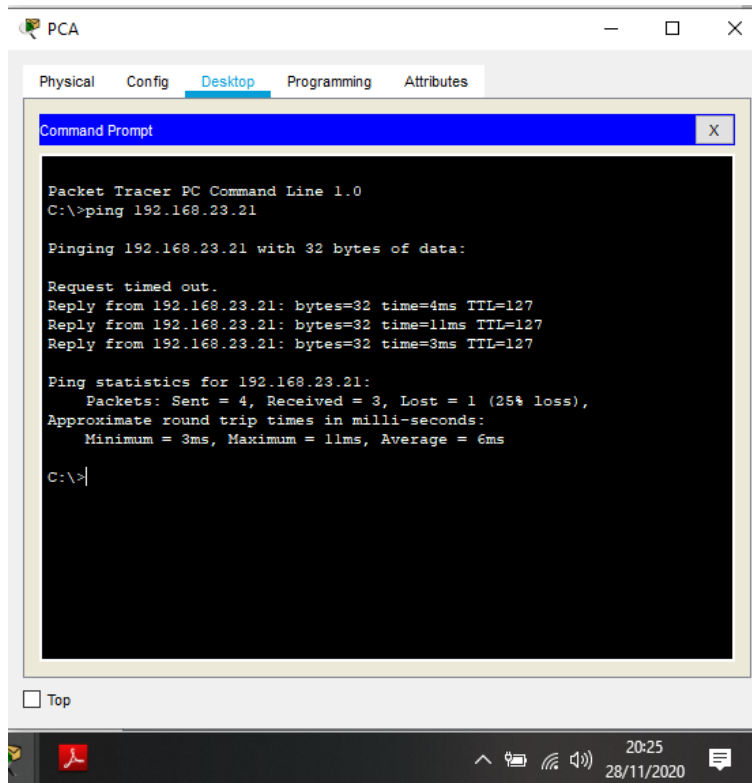 PCA
Physical Config Desktop Programming Attributes
Command Prompt
X
Packet Tracer PC Command Line 1.0
C:\>ping 192.168.23.21
Pinging 192.168.23.21 with 32 bytes of data:
Request timed out.
Reply from 192.168.23.21: bytes=32 time=4ms TTL=127
Reply from 192.168.23.21: bytes=32 time=11ms TTL=127
Reply from 192.168.23.21: bytes=32 time=3ms TTL=127
Ping statistics for 192.168.23.21:
Packets: Sent = 4, Received = 3, Lost = 1 (25% loss),
Approximate round trip times in milli-seconds:
Minimum = 3ms, Maximum = 11ms, Average = 6ms
C:\>
Top
20:25
28/11/2020